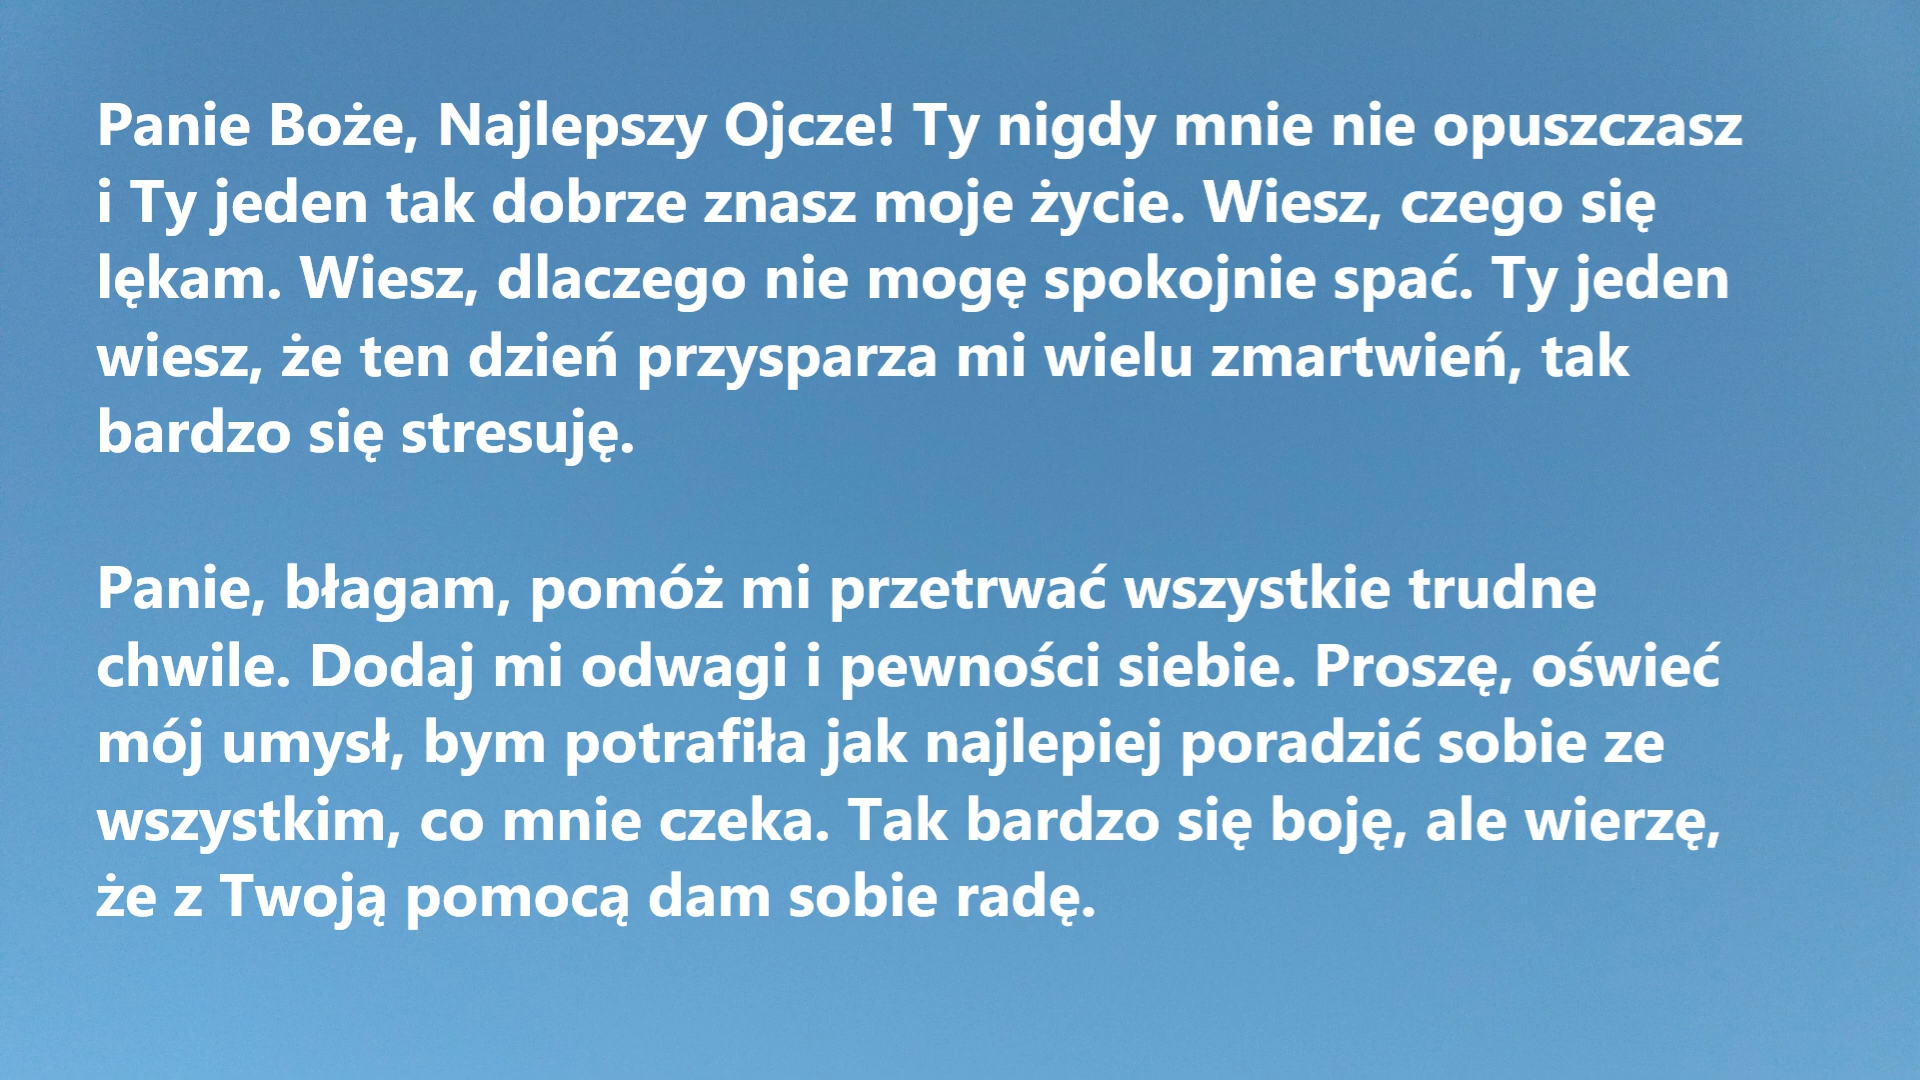 Panie Boże, Najlepszy Ojcze! Ty nigdy mnie nie opuszczasz
i Ty jeden tak dobrze znasz moje życie. Wiesz, czego się
lękam. Wiesz, dlaczego nie mogę spokojnie spać. Ty jeden
wiesz, że ten dzień przysparza mi wielu zmartwień, tak
bardzo się stresuję.
Panie, błagam, pomóż mi przetrwać wszystkie trudne
chwile. Dodaj mi odwagi i pewności siebie. Proszę, oświeć
mój umysł, bym potrafiła jak najlepiej poradzić sobie ze
wszystkim, co mnie czeka. Tak bardzo się boję, ale wierzę,
że z Twoją pomocą dam sobie radę.